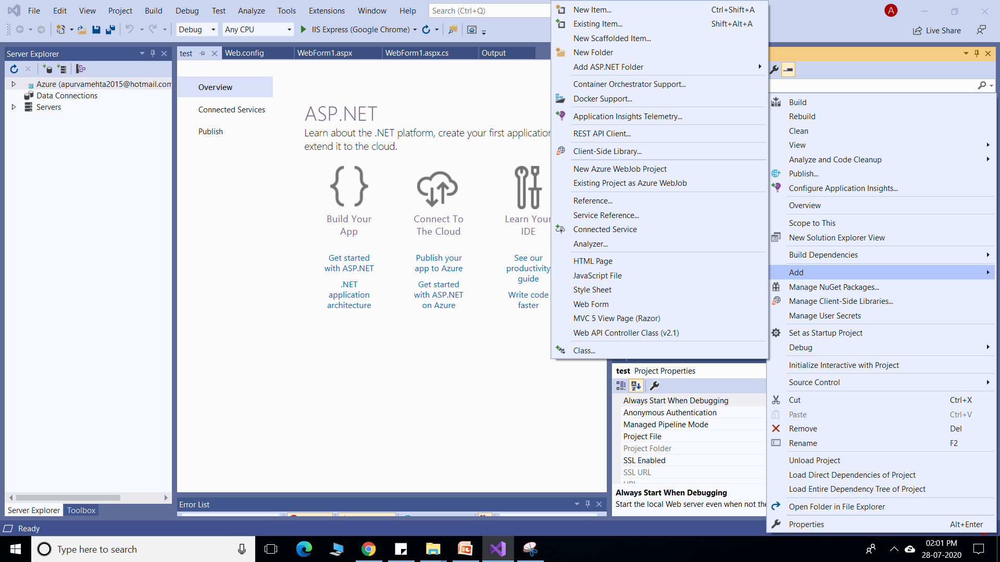 File Edit View Project Build Debug Test Analyze Tools Extensions Window Help Search (Ctrl+Q)
A
Debug Any CPU IIS Express (Google Chrome)
Live Share
Server Explorer
Azure (apurvamehta2015@hotmail.com
Data Connections
Servers
Server Explorer Toolbox
test Web.config WebForm1.aspx WebForm1.aspx.cs Output
Overview
Connected Services
Publish
ASP.NET
Learn about the .NET platform, create your first application
extend it to the cloud.
Build Your
App
Get started
with ASP.NET
.NET
application
architecture
Connect To
The Cloud
Publish your
app to Azure
Get started
with ASP.NET
on Azure
Learn Your
IDE
See our
productivity
guide
Write code
faster
Error List
New Item... Ctrl+Shift+A
Existing Item... Shift+Alt+A
New Scaffolded Item...
New Folder
Add ASP.NET Folder
Container Orchestrator Support...
Docker Support...
Application Insights Telemetry...
REST API Client...
Client-Side Library...
New Azure WebJob Project
Existing Project as Azure WebJob
Reference...
Service Reference...
Connected Service
Analyzer...
HTML Page
JavaScript File
Style Sheet
Web Form
MVC 5 View Page (Razor)
Web API Controller Class (v2.1)
Class...
test Project Properties
Always Start When Debugging
Anonymous Authentication
Managed Pipeline Mode
Project File
Project Folder
SSL Enabled
SSL URL
Always Start When Debugging
Start the local Web server even when not the
Build
Rebuild
Clean
View
Analyze and Code Cleanup
Publish...
Configure Application Insights...
Overview
Scope to This
New Solution Explorer View
Build Dependencies
Add
Manage NuGet Packages...
Manage Client-Side Libraries...
Manage User Secrets
Set as Startup Project
Debug
Initialize Interactive with Project
Source Control
Cut Ctrl+X
Paste Ctrl+V
Remove Del
Rename F2
Unload Project
Load Direct Dependencies of Project
Load Entire Dependency Tree of Project
Open Folder in File Explorer
Properties Alt+Enter
Ready
Type here to search
02:01 PM
28-07-2020